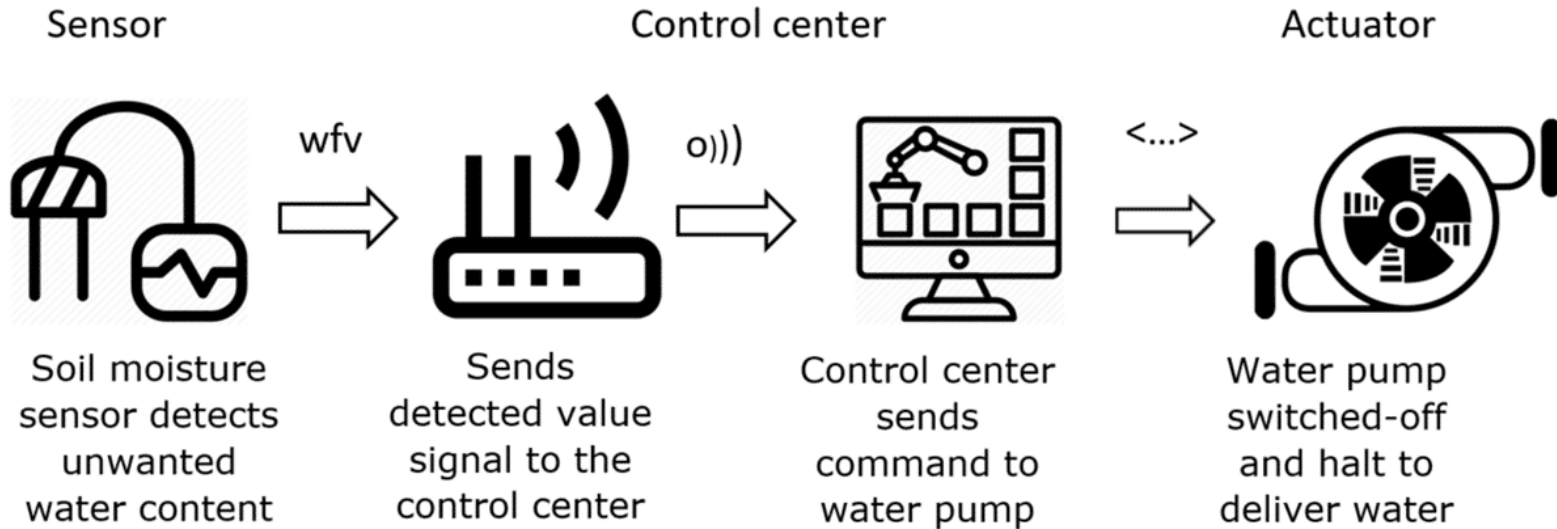 Sensor
Control center
Actuator
wfv
o)))
<...>
Soil moisture
sensor detects
unwanted
water content
Sends
detected value
signal to the
control center
Control center
sends
command to
water pump
Water pump
switched-off
and halt to
deliver water